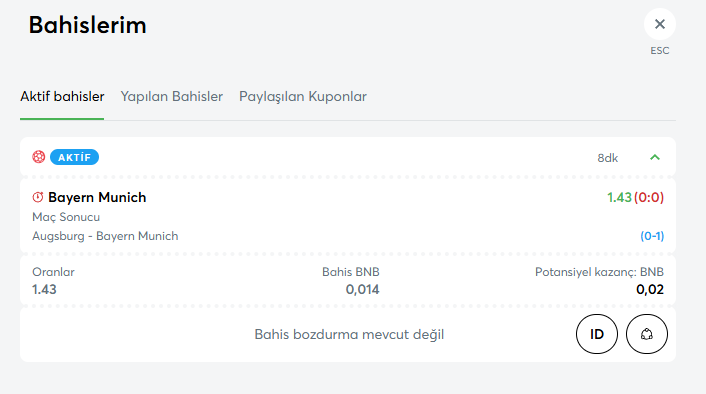 Bahislerim
ESC
Aktif bahisler Yapılan Bahisler Paylaşılan Kuponlar
AKTİF 8dk
Bayern Munich 1.43 (0:0)
Maç Sonucu
Augsburg - Bayern Munich (0-1)
Oranlar Bahis BNB Potansiyel kazanç: BNB
1.43 0,014 0,02
Bahis bozdurma mevcut değil ID